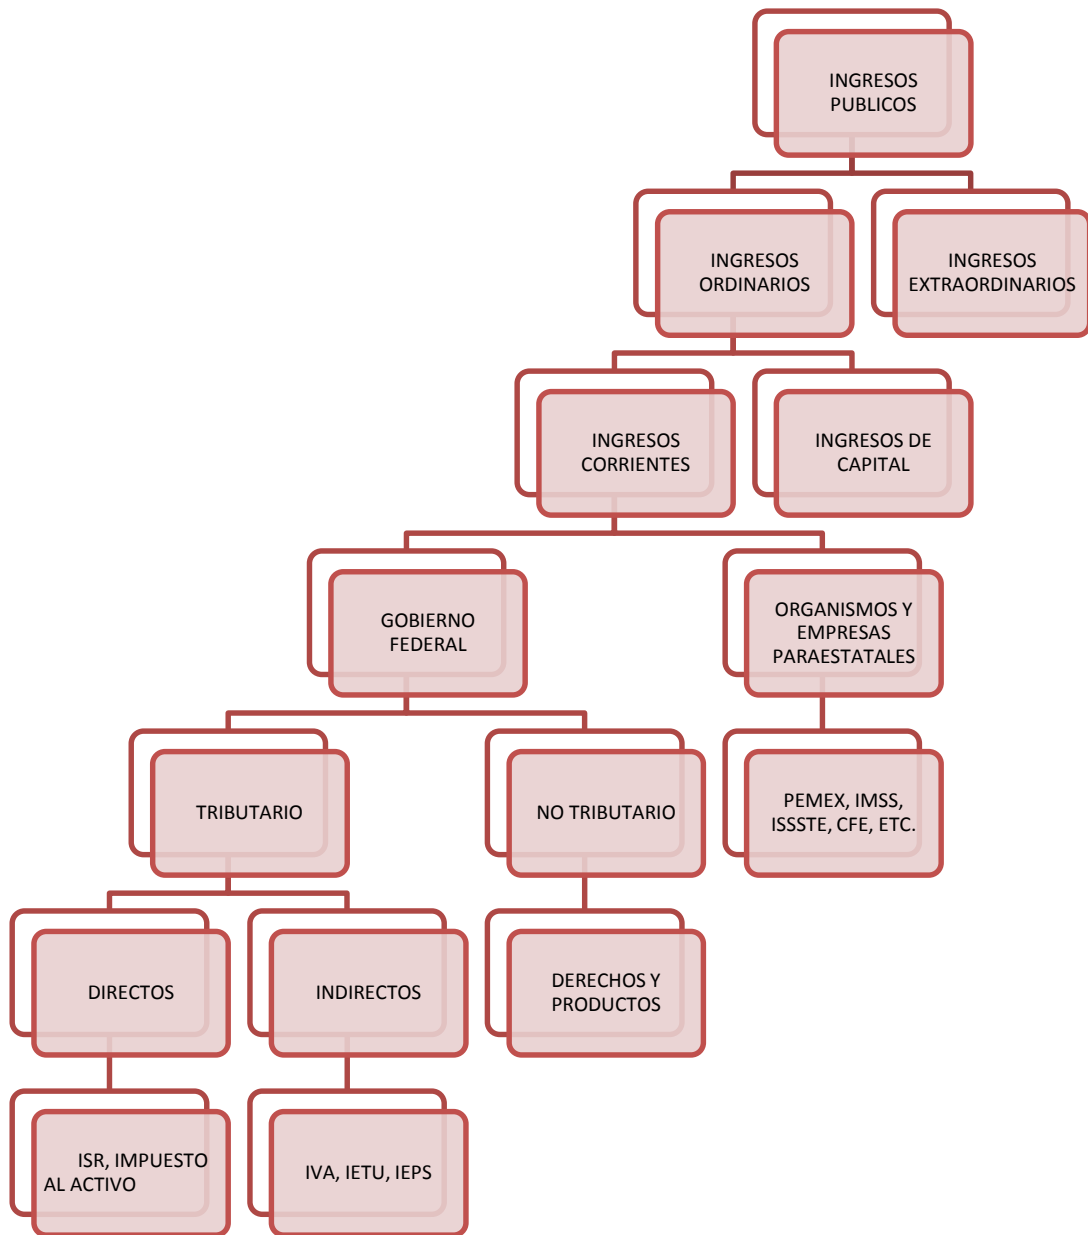 INGRESOS
PUBLICOS
INGRESOS
ORDINARIOS
INGRESOS
EXTRAORDINARIOS
INGRESOS
CORRIENTES
INGRESOS DE
CAPITAL
GOBIERNO
FEDERAL
ORGANISMOS Y
EMPRESAS
PARAESTATALES
TRIBUTARIO
NO TRIBUTARIO
PEMEX, IMSS,
ISSSTE, CFE, ETC.
DIRECTOS
INDIRECTOS
DERECHOS Y
PRODUCTOS
ISR, IMPUESTO
AL ACTIVO
IVA, IETU, IEPS